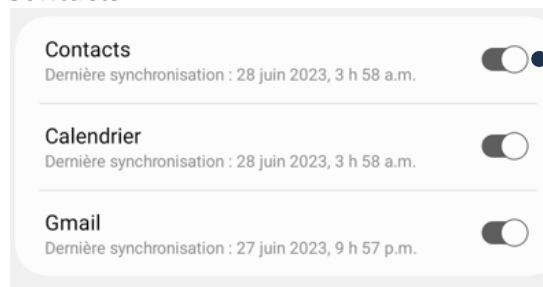 Contacts
Dernière synchronisation : 28 juin 2023, 3 h 58 a.m.
Calendrier
Dernière synchronisation : 28 juin 2023, 3 h 58 a.m.
Gmail
Dernière synchronisation : 27 juin 2023, 9 h 57 p.m.